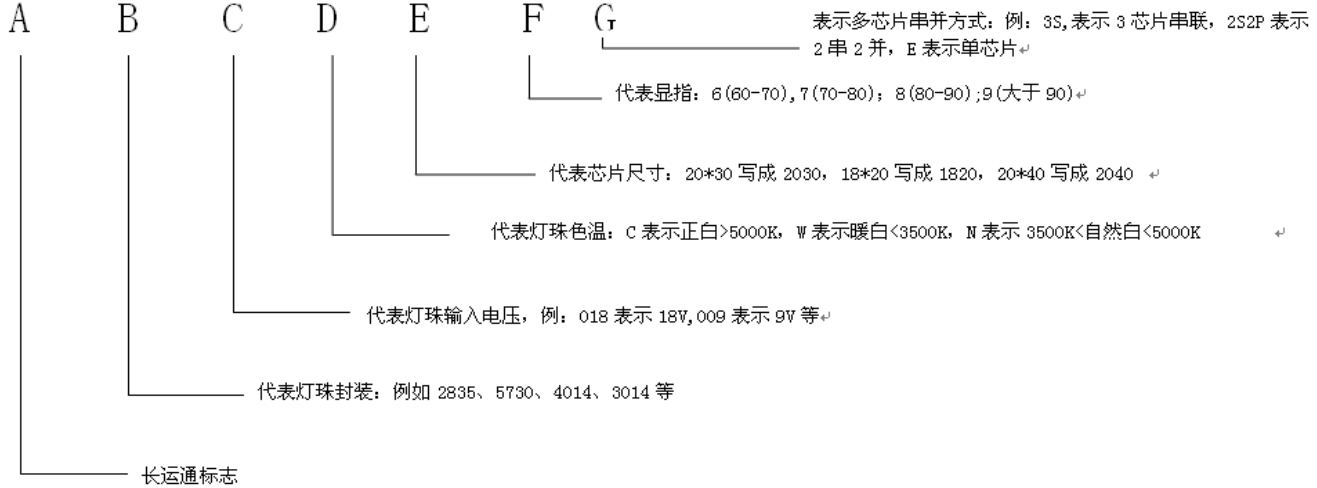 A B C D E F G
表示多芯片串并方式：例：3S,表示 3 芯片串联，2S2P 表示
2 串 2 并，E 表示单芯片↵
代表显指：6(60-70),7(70-80)；8(80-90);9(大于 90)↵
代表芯片尺寸：20*30 写成 2030，18*20 写成 1820，20*40 写成 2040 ↵
代表灯珠色温：C 表示正白>5000K，W 表示暖白<3500K，N 表示 3500K<自然白<5000K ↵
代表灯珠输入电压，例：018 表示 18V,009 表示 9V 等↵
代表灯珠封装：例如 2835、5730、4014、3014 等
长运通标志